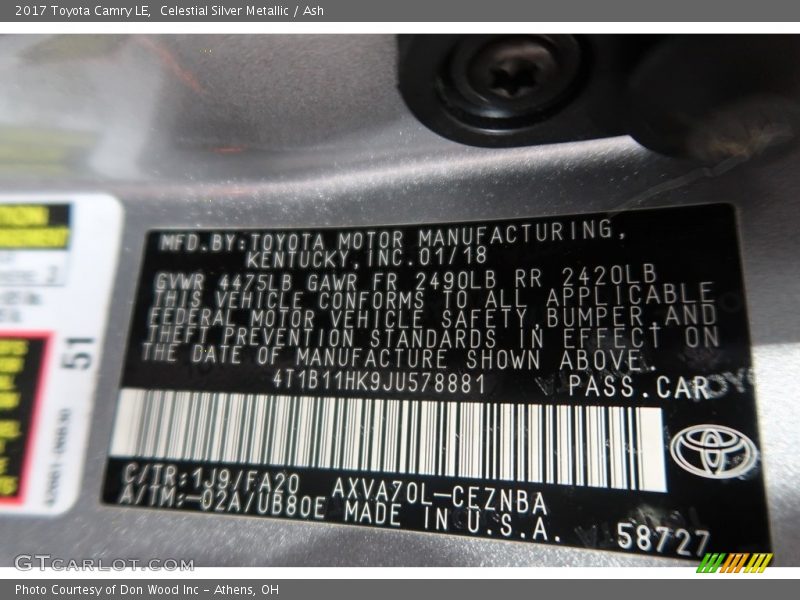 2017 Toyota Camry LE, Celestial Silver Metallic / Ash
MFD.BY:TOYOTA MOTOR MANUFACTURING,
KENTUCKY,INC.01/18
GVWR 4475LB GAWR FR 2490LB RR 2420LB
THIS VEHICLE CONFORMS TO ALL APPLICABLE
FEDERAL MOTOR VEHICLE SAFETY,BUMPER,AND
THEFT PREVENTION STANDARDS IN EFFECT ON
THE DATE OF MANUFACTURE SHOWN ABOVE.
4T1B11HK9JU578881 PASS.CAR
51
C/TR:1J9/FA20 AXVA70L-CEZNBA
A/TM:-02A/UB80E MADE IN U.S.A.
58727
GTCARLOT.COM
Photo Courtesy of Don Wood Inc - Athens, OH